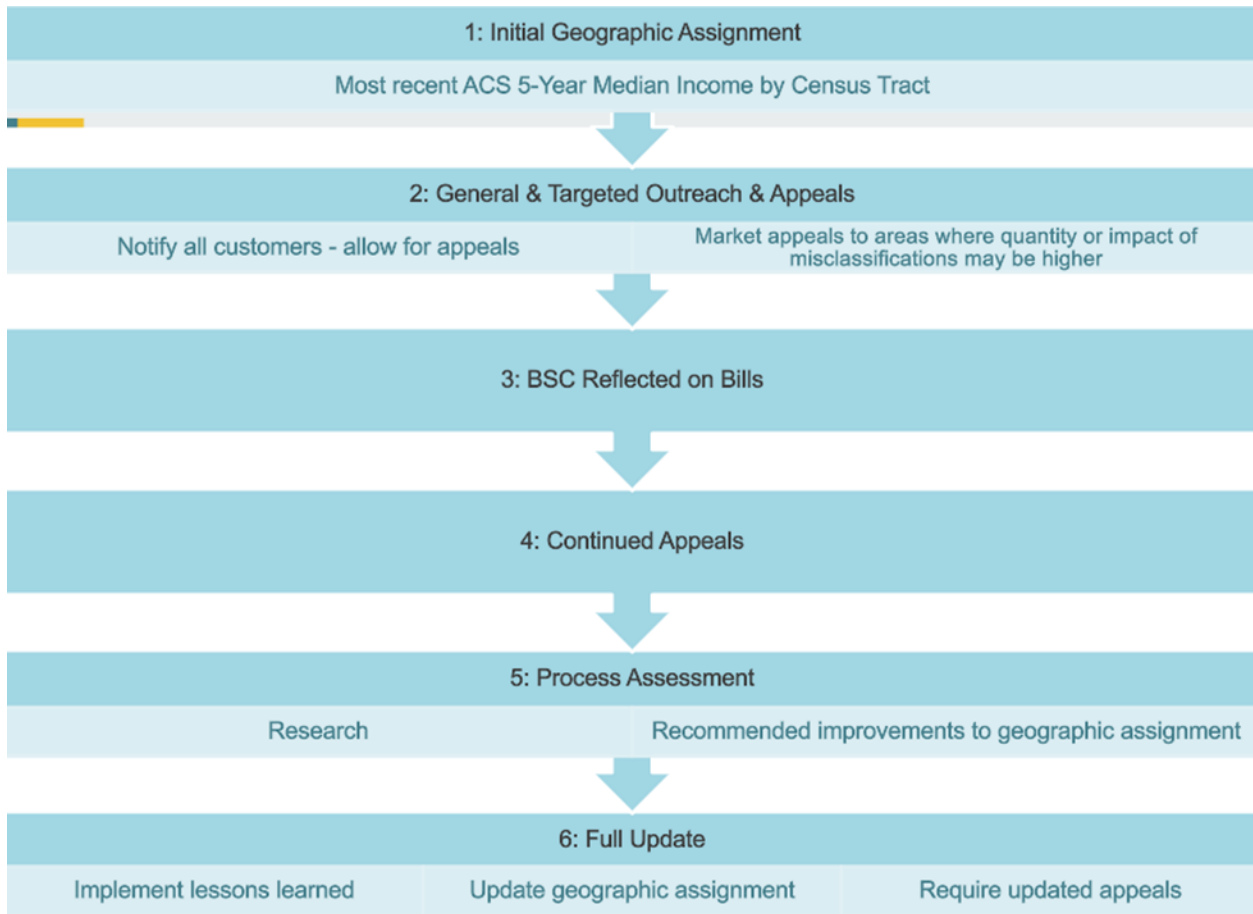 1: Initial Geographic Assignment
Most recent ACS 5-Year Median Income by Census Tract
2: General & Targeted Outreach & Appeals
Notify all customers - allow for appeals
Market appeals to areas where quantity or impact of
misclassifications may be higher
3: BSC Reflected on Bills
4: Continued Appeals
5: Process Assessment
Research
Recommended improvements to geographic assignment
6: Full Update
Implement lessons learned
Update geographic assignment
Require updated appeals